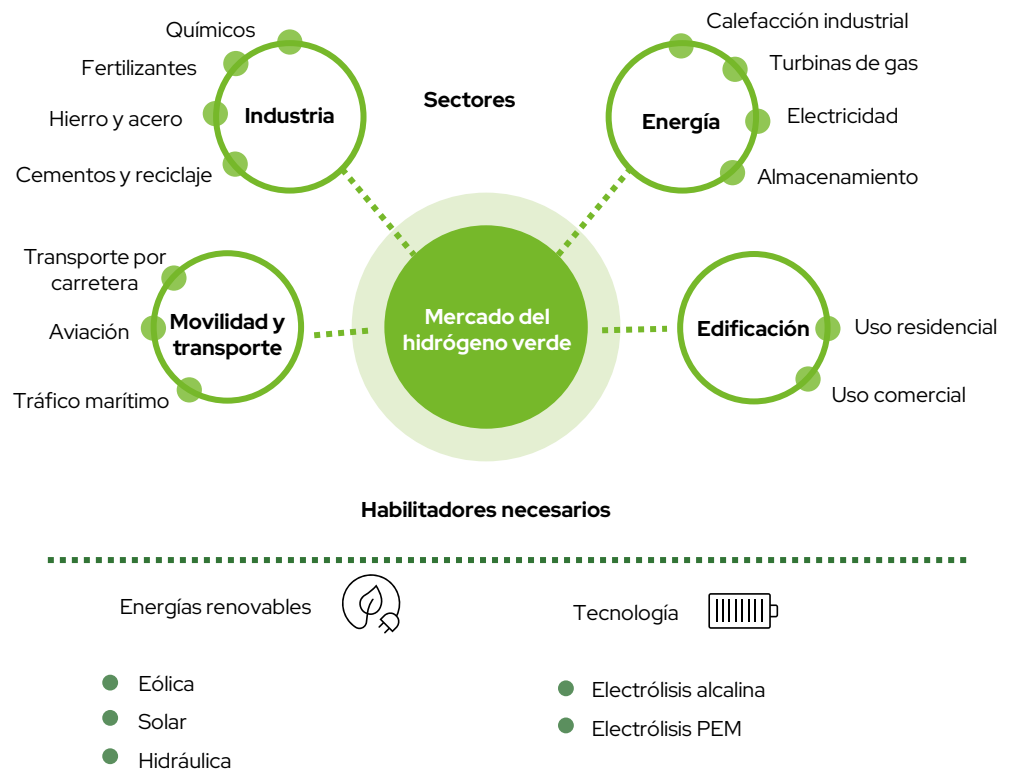 Químicos
Fertilizantes
Hierro y acero
Cementos y reciclaje
Industria
Sectores
Calefacción industrial
Turbinas de gas
Electricidad
Almacenamiento
Energía
Transporte por
carretera
Aviación
Tráfico marítimo
Movilidad y
transporte
Mercado del
hidrógeno verde
Edificación
Uso residencial
Uso comercial
Habilitadores necesarios
Energías renovables
Eólica
Solar
Hidráulica
Tecnología
Electrólisis alcalina
Electrólisis PEM